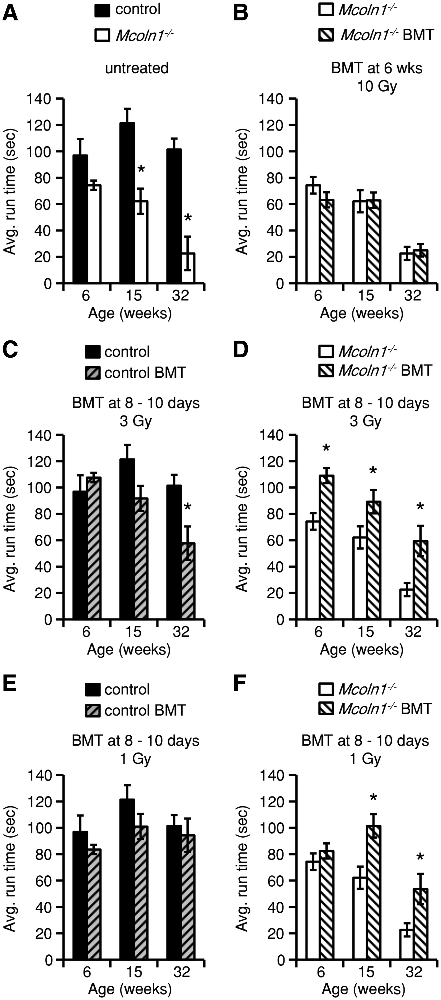 A
control
Mcoln1-/-
untreated
140
120
100
80
60
40
20
0
Avg. run time (sec)
*
*
6 15 32
Age (weeks)
B
Mcoln1-/-
Mcoln1-/- BMT
BMT at 6 wks
10 Gy
140
120
100
80
60
40
20
0
Avg. run time (sec)
6 15 32
Age (weeks)
C
control
control BMT
BMT at 8 - 10 days
3 Gy
140
120
100
80
60
40
20
0
Avg. run time (sec)
*
6 15 32
Age (weeks)
D
Mcoln1-/-
Mcoln1-/- BMT
BMT at 8 - 10 days
3 Gy
140
120
100
80
60
40
20
0
Avg. run time (sec)
*
*
*
6 15 32
Age (weeks)
E
control
control BMT
BMT at 8 - 10 days
1 Gy
140
120
100
80
60
40
20
0
Avg. run time (sec)
6 15 32
Age (weeks)
F
Mcoln1-/-
Mcoln1-/- BMT
BMT at 8 - 10 days
1 Gy
140
120
100
80
60
40
20
0
Avg. run time (sec)
*
*
6 15 32
Age (weeks)